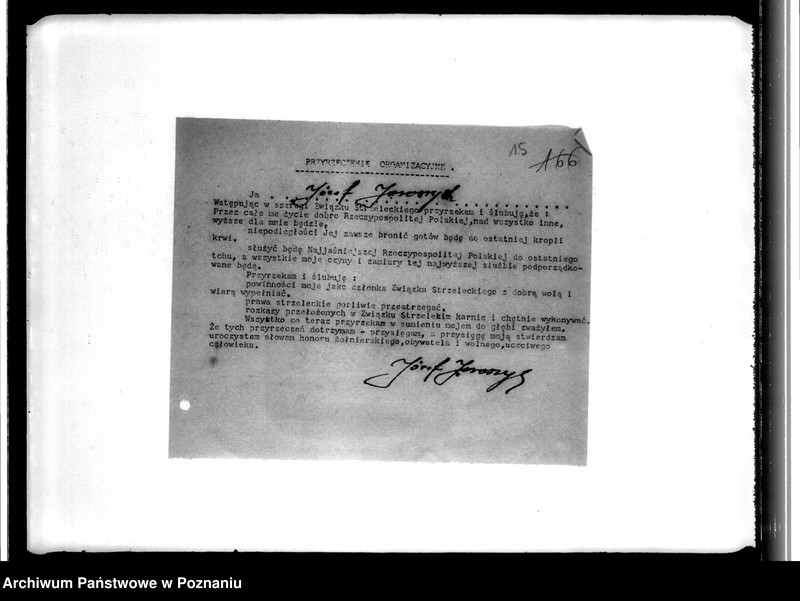 15
166
PRZYRZECZENIE ORGANIZACYJNE.
Ja . . Józef
Wstępując w szeregi Związku Strzeleckiego przyrzekam i ślubuję, że :
Przez całe me życie dobro Rzeczypospolitej Polskiej, nad wszystko inne,
wyższe dla mnie będzie,
niepodległości Jej zawsze bronić gotów będę do ostatniej kropli
krwi.
służyć będę Najjaśniejszej Rzeczypospolitej Polskiej do ostatniego
tchu, a wszystkie moje czyny i zamiary tej najwyższej służbie podporządko-
wane będą.
Przyrzekam i ślubuję :
powinności moje jako członka Związku Strzeleckiego z dobrą wolą i
wiarą wypełniać.
prawa strzeleckie gorliwie przestrzegać.
rozkazy przełożonych w Związku Strzelekim karnie i chętnie wykonywać.
Wszystko co teraz przyrzekam w sumieniu mojem do głębi zważyłem.
Że tych przyrzeczeń dotrzymam - przysięgam, a przysięgę moją stwierdzam
uroczystem słowem honoru żołnierskiego, obywatela i wolnego, uczciwego
człowieka.
Józef
Archiwum Państwowe w Poznaniu